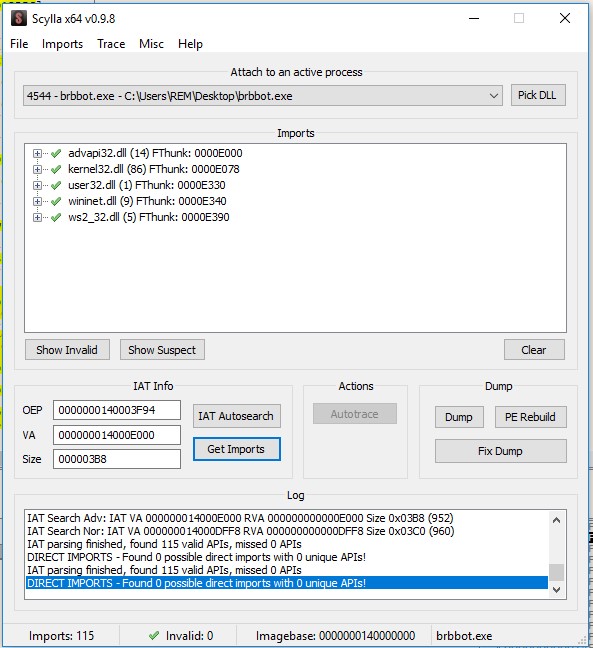 Scylla x64 v0.9.8
File Imports Trace Misc Help
Attach to an active process
4544 - brbbot.exe - C:\Users\REM\Desktop\brbbot.exe
Pick DLL
Imports
advapi32.dll (14) FThunk: 0000E000
kernel32.dll (86) FThunk: 0000E078
user32.dll (1) FThunk: 0000E330
wininet.dll (9) FThunk: 0000E340
ws2_32.dll (5) FThunk: 0000E390
Show Invalid Show Suspect Clear
IAT Info
OEP 0000000140003F94
VA 000000014000E000
Size 000003B8
IAT Autosearch
Get Imports
Actions
Autotrace
Dump
Dump PE Rebuild
Fix Dump
Log
IAT Search Adv: IAT VA 000000014000E000 RVA 000000000000E000 Size 0x03B8 (952)
IAT Search Nor: IAT VA 000000014000DFF8 RVA 000000000000DFF8 Size 0x03C0 (960)
IAT parsing finished, found 115 valid APIs, missed 0 APIs
DIRECT IMPORTS - Found 0 possible direct imports with 0 unique APIs!
IAT parsing finished, found 115 valid APIs, missed 0 APIs
DIRECT IMPORTS - Found 0 possible direct imports with 0 unique APIs!
Imports: 115 Invalid: 0 Imagebase: 0000000140000000 brbbot.exe